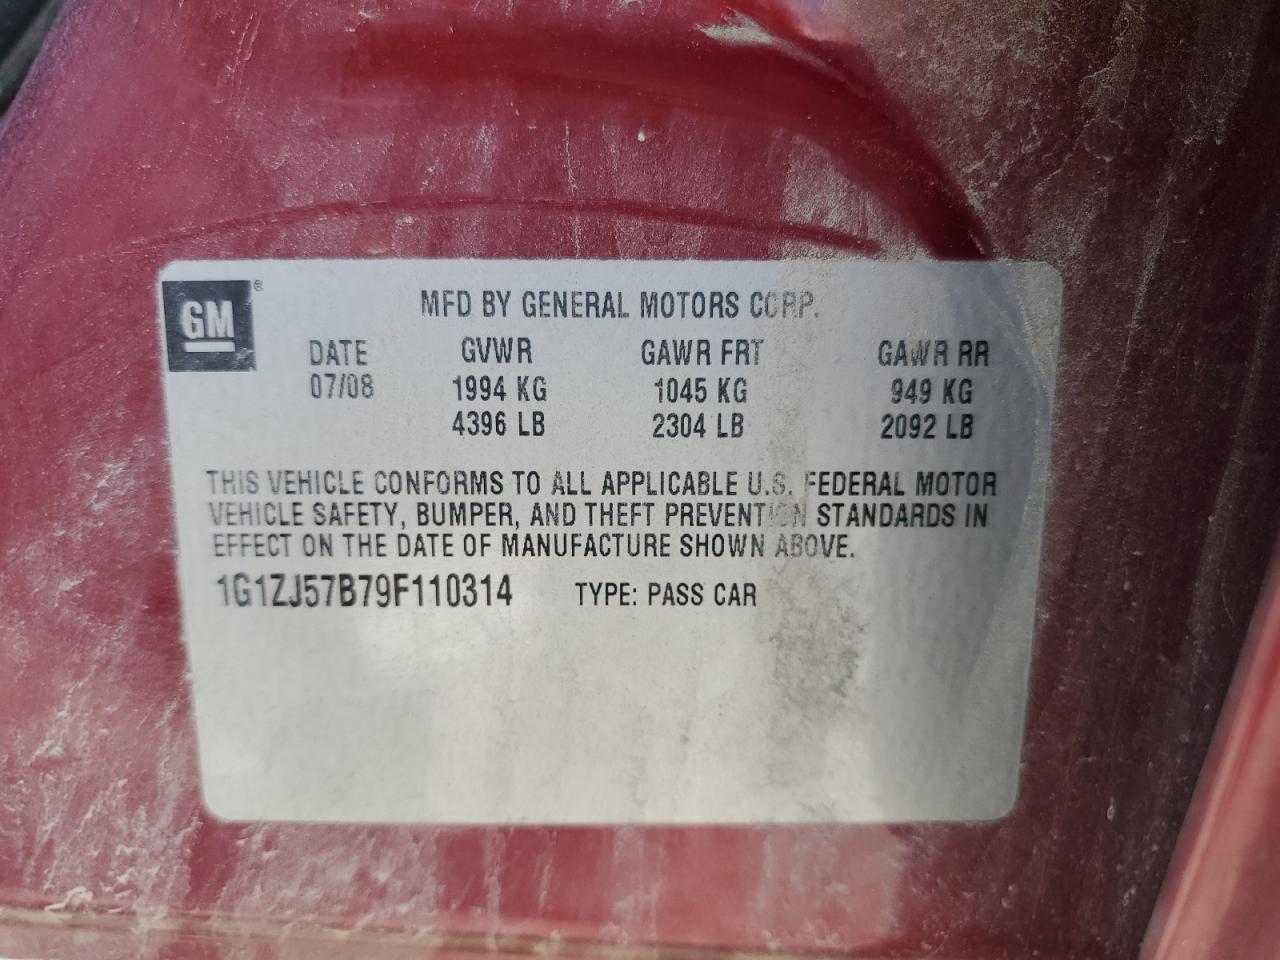 GM ®
MFD BY GENERAL MOTORS CORP.
DATE GVWR GAWR FRT GAWR RR
07/08 1994 KG 1045 KG 949 KG
4396 LB 2304 LB 2092 LB
THIS VEHICLE CONFORMS TO ALL APPLICABLE U.S. FEDERAL MOTOR
VEHICLE SAFETY, BUMPER, AND THEFT PREVENTION STANDARDS IN
EFFECT ON THE DATE OF MANUFACTURE SHOWN ABOVE.
1G1ZJ57B79F110314 TYPE: PASS CAR